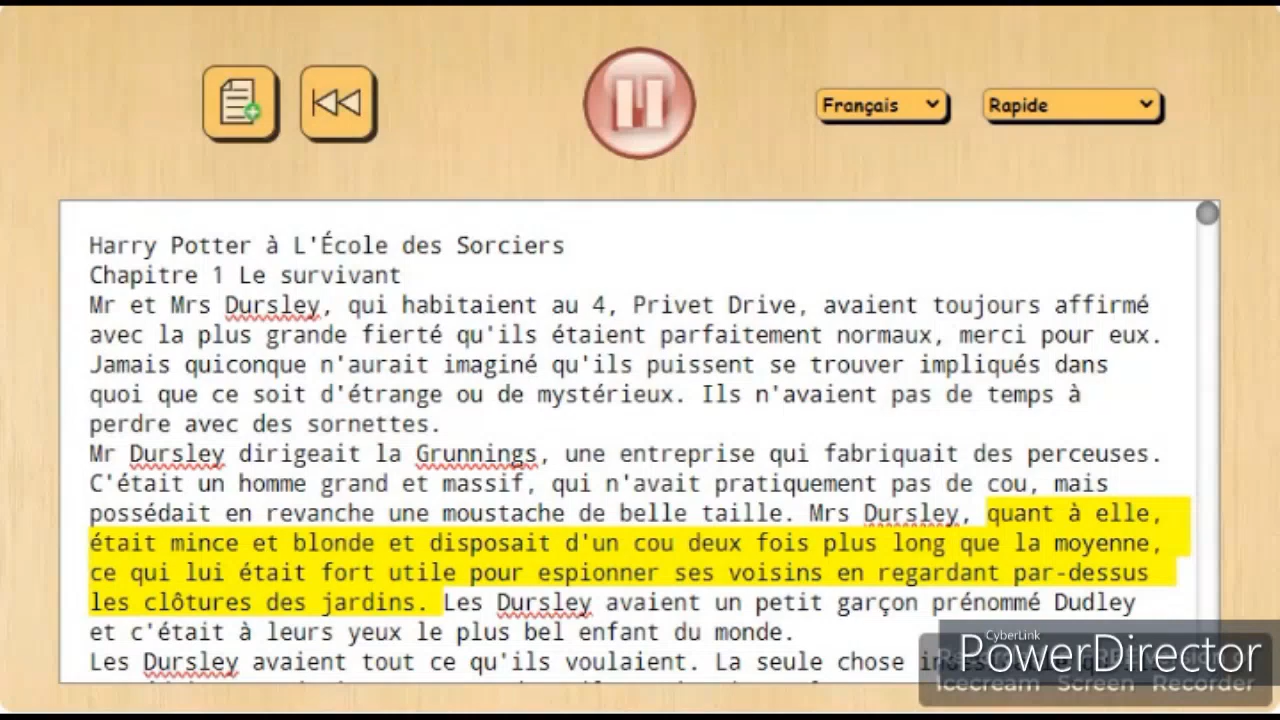 Français
Rapide
Harry Potter à L'École des Sorciers
Chapitre 1 Le survivant
Mr et Mrs Dursley, qui habitaient au 4, Privet Drive, avaient toujours affirmé
avec la plus grande fierté qu'ils étaient parfaitement normaux, merci pour eux.
Jamais quiconque n'aurait imaginé qu'ils puissent se trouver impliqués dans
quoi que ce soit d'étrange ou de mystérieux. Ils n'avaient pas de temps à
perdre avec des sornettes.
Mr Dursley dirigeait la Grunnings, une entreprise qui fabriquait des perceuses.
C'était un homme grand et massif, qui n'avait pratiquement pas de cou, mais
possédait en revanche une moustache de belle taille. Mrs Dursley, quant à elle,
était mince et blonde et disposait d'un cou deux fois plus long que la moyenne,
ce qui lui était fort utile pour espionner ses voisins en regardant par-dessus
les clôtures des jardins. Les Dursley avaient un petit garçon prénommé Dudley
et c'était à leurs yeux le plus bel enfant du monde.
Les Dursley avaient tout ce qu'ils voulaient. La seule chose
CyberLink
PowerDirector
Icecream Screen Recorder